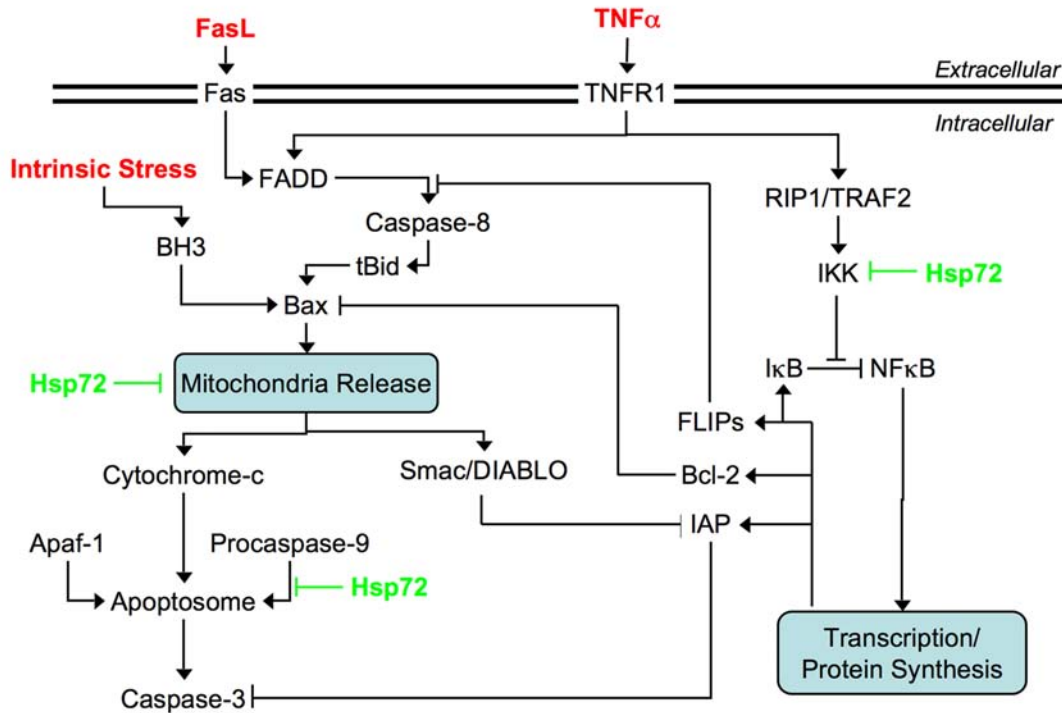 FasL
TNFα
Extracellular
Fas
TNFR1
Intracellular
Intrinsic Stress
FADD
RIP1/TRAF2
Caspase-8
BH3
tBid
IKK
Hsp72
Bax
Hsp72
Mitochondria Release
IκB
NFκB
FLIPs
Cytochrome-c
Smac/DIABLO
Bcl-2
IAP
Apaf-1
Procaspase-9
Hsp72
Apoptosome
Transcription/
Protein Synthesis
Caspase-3